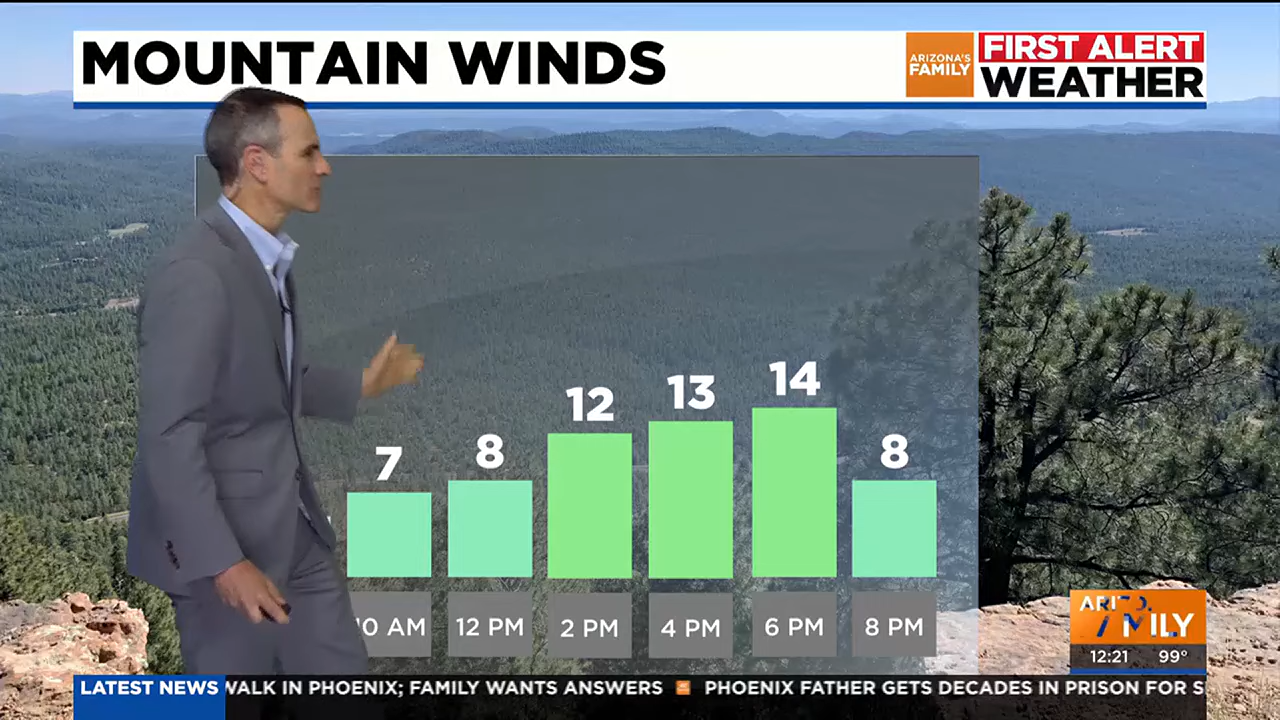 MOUNTAIN WINDS
ARIZONA'S
FAMILY
FIRST ALERT
WEATHER
7 8 12 13 14 8
0 AM 12 PM 2 PM 4 PM 6 PM 8 PM
12:21 99°
LATEST NEWS WALK IN PHOENIX; FAMILY WANTS ANSWERS PHOENIX FATHER GETS DECADES IN PRISON FOR S